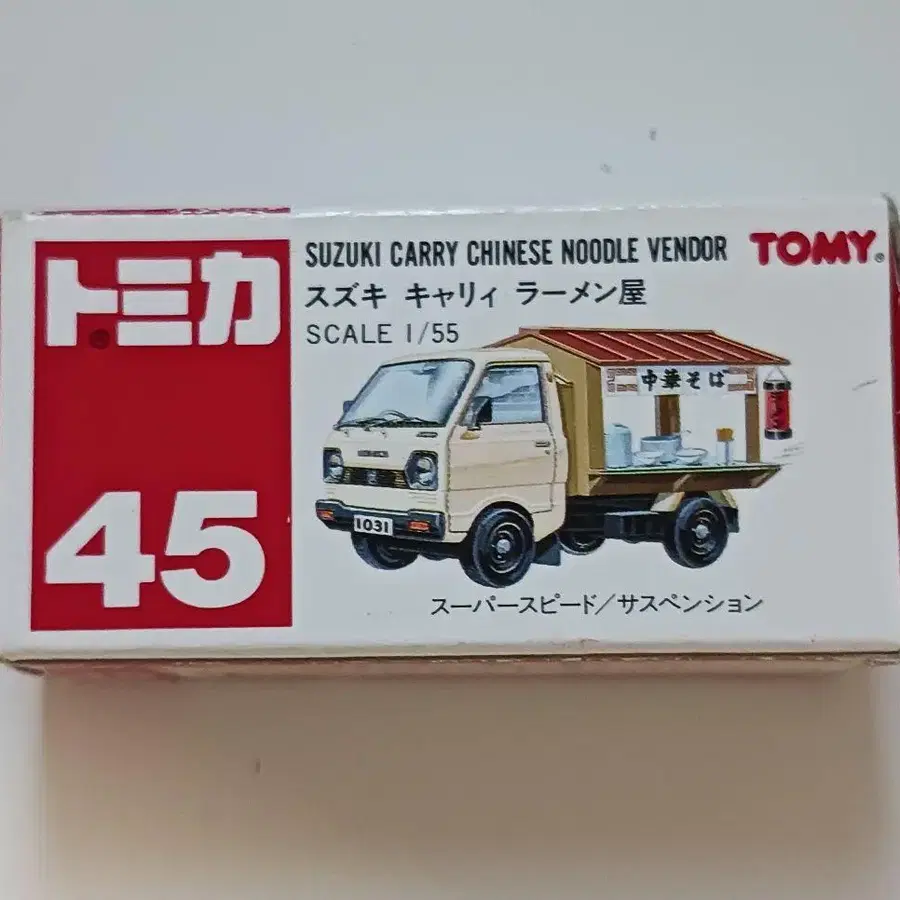 トミカ
45
SUZUKI CARRY CHINESE NOODLE VENDOR
TOMY®
スズキ キャリィ ラーメン屋
SCALE 1/55
中華そば
1031
スーパースピード/サスペンション